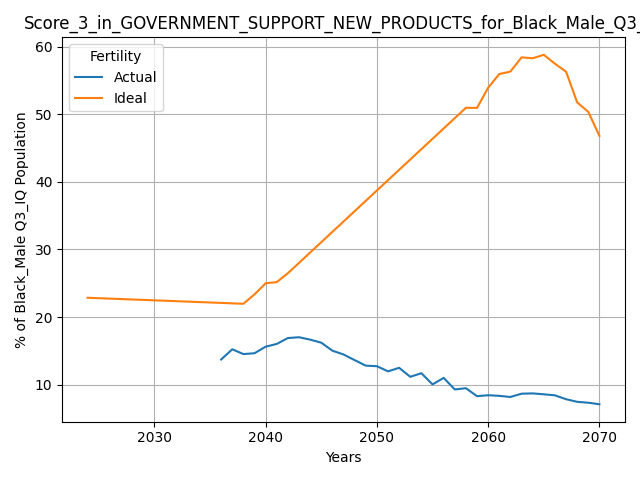 Score_3_in_GOVERNMENT_SUPPORT_NEW_PRODUCTS_for_Black_Male_Q3_
Fertility
Actual
Ideal
60
50
40
30
20
10
% of Black_Male Q3_IQ Population
2030 2040 2050 2060 2070
Years